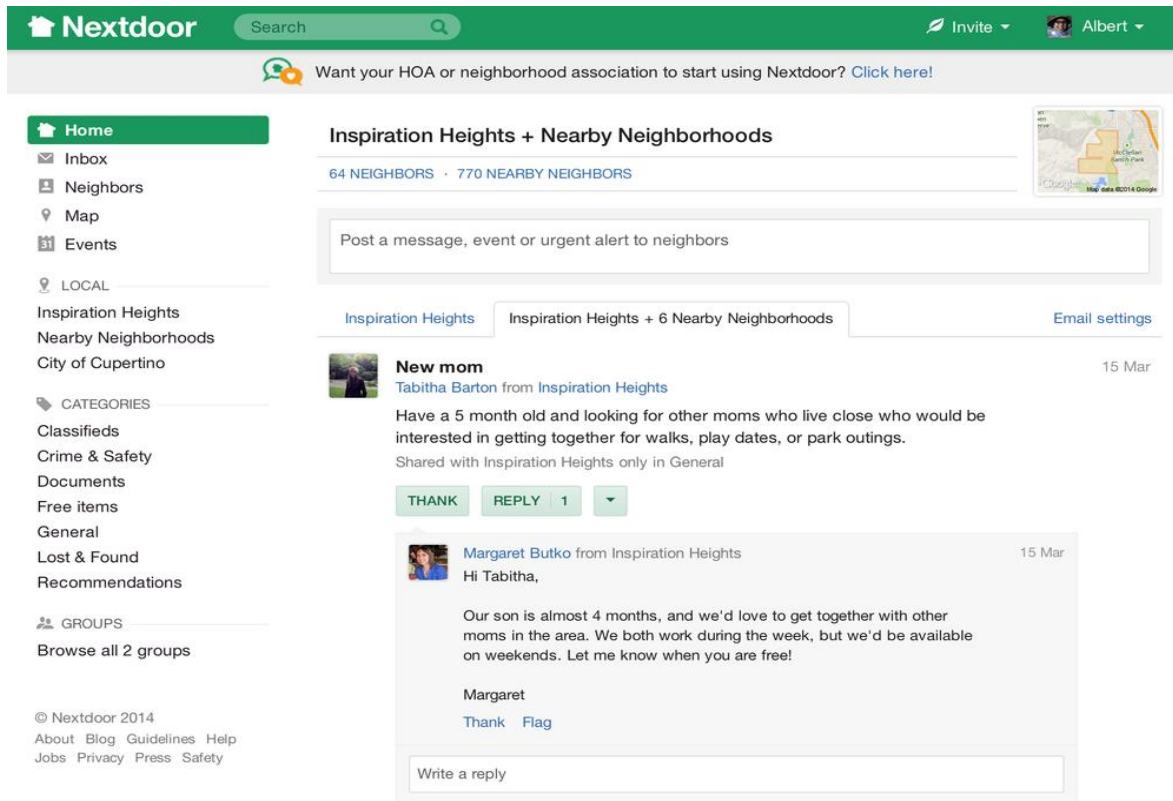 Nextdoor
Search
Invite
Albert
Want your HOA or neighborhood association to start using Nextdoor? Click here!
Home
Inbox
Neighbors
Map
31 Events
LOCAL
Inspiration Heights
Nearby Neighborhoods
City of Cupertino
CATEGORIES
Classifieds
Crime & Safety
Documents
Free items
General
Lost & Found
Recommendations
GROUPS
Browse all 2 groups
© Nextdoor 2014
About Blog Guidelines Help
Jobs Privacy Press Safety
Inspiration Heights + Nearby Neighborhoods
64 NEIGHBORS · 770 NEARBY NEIGHBORS
McClellan
Ranch Park
Google
Map data ©2014 Google
Post a message, event or urgent alert to neighbors
Inspiration Heights
Inspiration Heights + 6 Nearby Neighborhoods
Email settings
New mom
15 Mar
Tabitha Barton from Inspiration Heights
Have a 5 month old and looking for other moms who live close who would be
interested in getting together for walks, play dates, or park outings.
Shared with Inspiration Heights only in General
THANK
REPLY 1
Margaret Butko from Inspiration Heights
15 Mar
Hi Tabitha,
Our son is almost 4 months, and we'd love to get together with other
moms in the area. We both work during the week, but we'd be available
on weekends. Let me know when you are free!
Margaret
Thank Flag
Write a reply